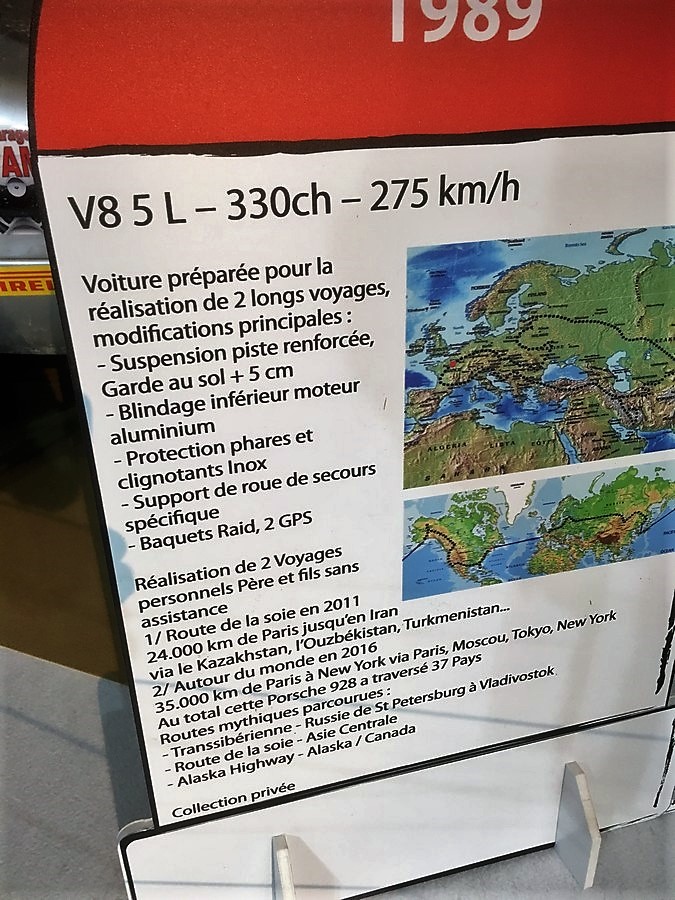 1989
V8 5 L – 330ch – 275 km/h
Voiture préparée pour la
réalisation de 2 longs voyages,
modifications principales :
- Suspension piste renforcée,
Garde au sol + 5 cm
- Blindage inférieur moteur
aluminium
- Protection phares et
clignotants Inox
- Support de roue de secours
spécifique
- Baquets Raid, 2 GPS
Réalisation de 2 Voyages
personnels Père et fils sans
assistance
1/ Route de la soie en 2011
24.000 km de Paris jusqu'en Iran
via le Kazakhstan, l'Ouzbékistan, Turkmenistan...
2/ Autour du monde en 2016
35.000 km de Paris à New York via Paris, Moscou, Tokyo, New York
Au total cette Porsche 928 a traversé 37 Pays
Routes mythiques parcourues :
- Transsibérienne - Russie de St Petersburg à Vladivostok
- Route de la soie - Asie Centrale
- Alaska Highway - Alaska / Canada
Collection privée
ALGERIA LIBYA EGYPT